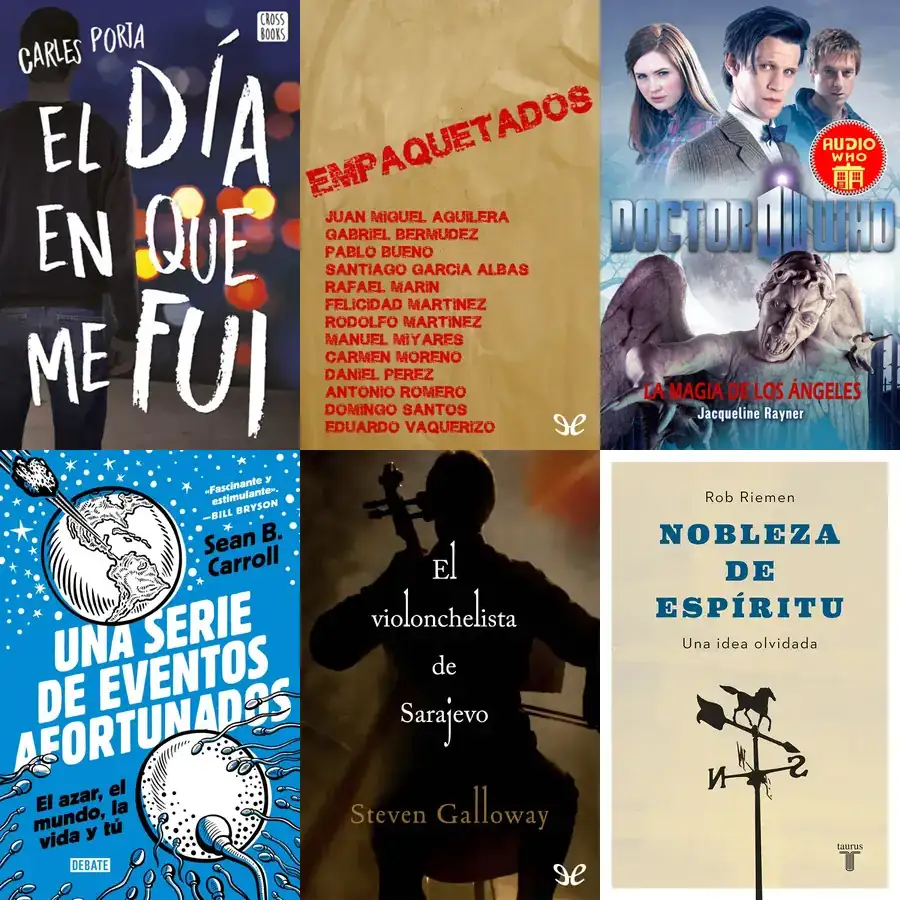 CARLES PORTA
CROSS
BOOKS
EL DÍA
EN QUE
ME FUI
EMPAQUETADOS
JUAN MIGUEL AGUILERA
GABRIEL BERMUDEZ
PABLO BUENO
SANTIAGO GARCIA ALBAS
RAFAEL MARIN
FELICIDAD MARTINEZ
RODOLFO MARTINEZ
MANUEL MIYARES
CARMEN MORENO
DANIEL PEREZ
ANTONIO ROMERO
DOMINGO SANTOS
EDUARDO VAQUERIZO
AUDIO
WHO
DOCTOR WHO
LA MAGIA DE LOS ÁNGELES
Jacqueline Rayner
«Fascinante y
estimulante».
—BILL BRYSON
Sean B.
Carroll
UNA SERIE
DE EVENTOS
AFORTUNADOS
El azar, el
mundo, la
vida y tú
DEBATE
El
violonchelista
de
Sarajevo
Steven Galloway
Rob Riemen
NOBLEZA
DE
ESPÍRITU
Una idea olvidada
N S
W
taurus
T